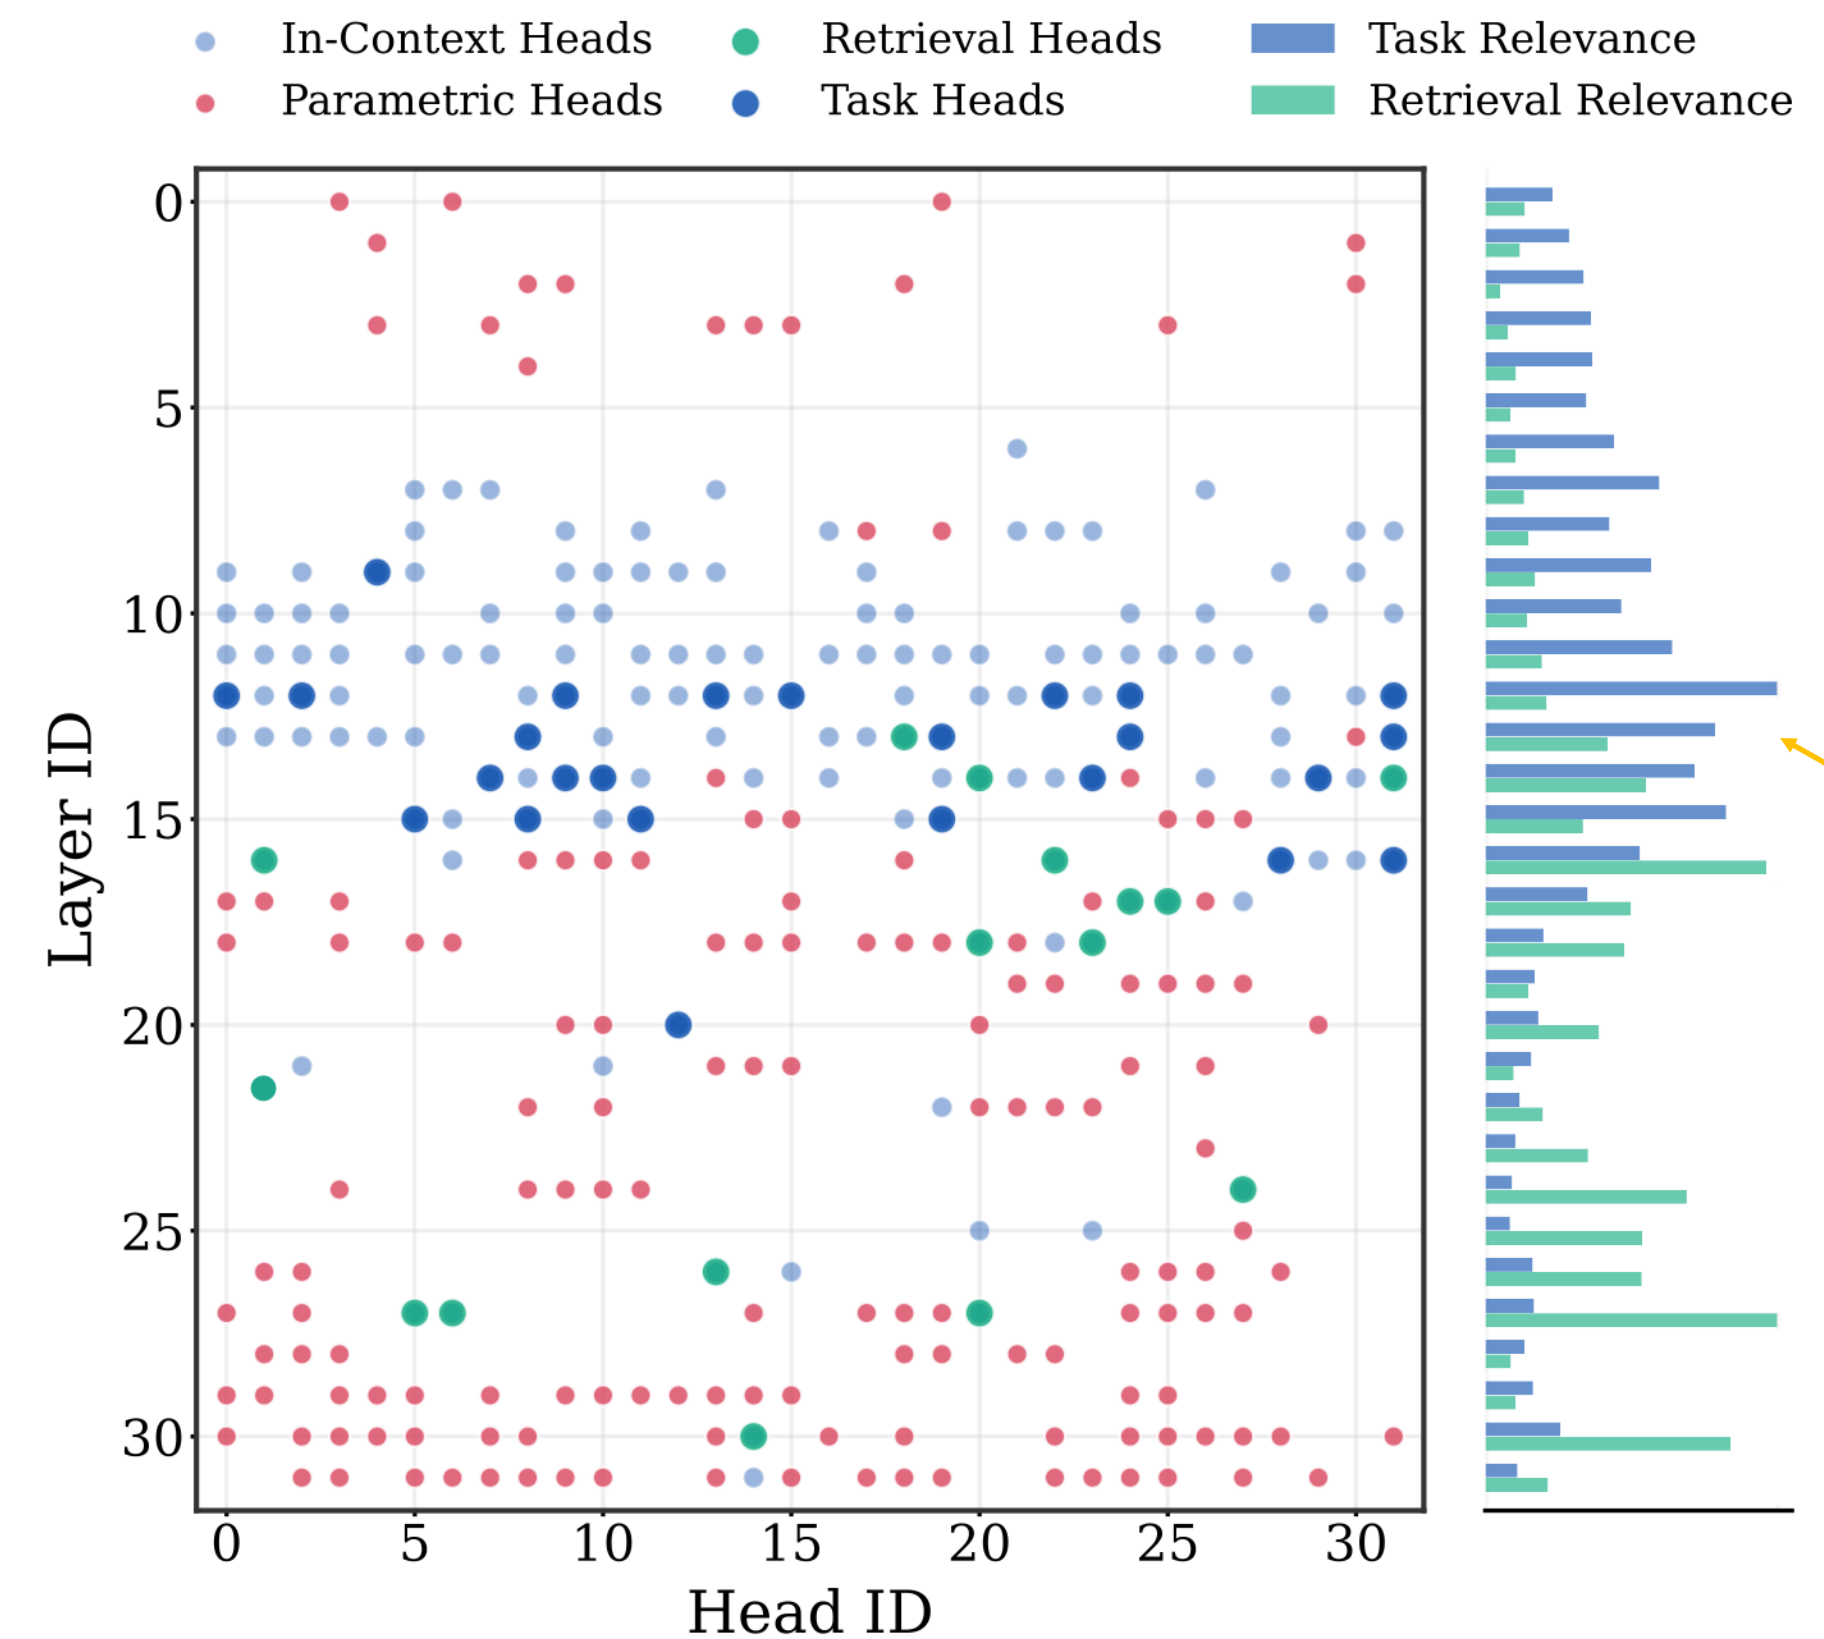 In-Context Heads Retrieval Heads Task Relevance
Parametric Heads Task Heads Retrieval Relevance
0
5
10
15
20
25
30
Layer ID
0 5 10 15 20 25 30
Head ID